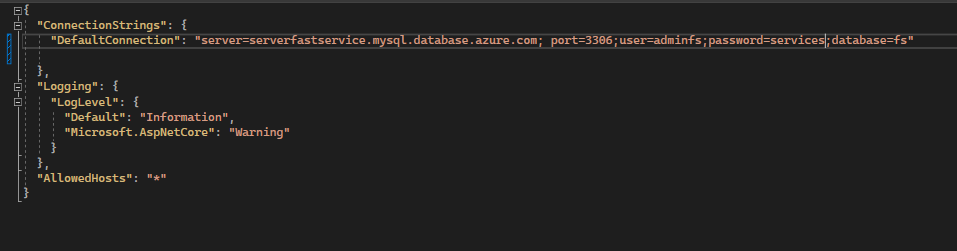 {
"ConnectionStrings": {
"DefaultConnection": "server=serverfastservice.mysql.database.azure.com; port=3306;user=adminfs;password=services;database=fs"
},
"Logging": {
"LogLevel": {
"Default": "Information",
"Microsoft.AspNetCore": "Warning"
}
},
"AllowedHosts": "*"
}